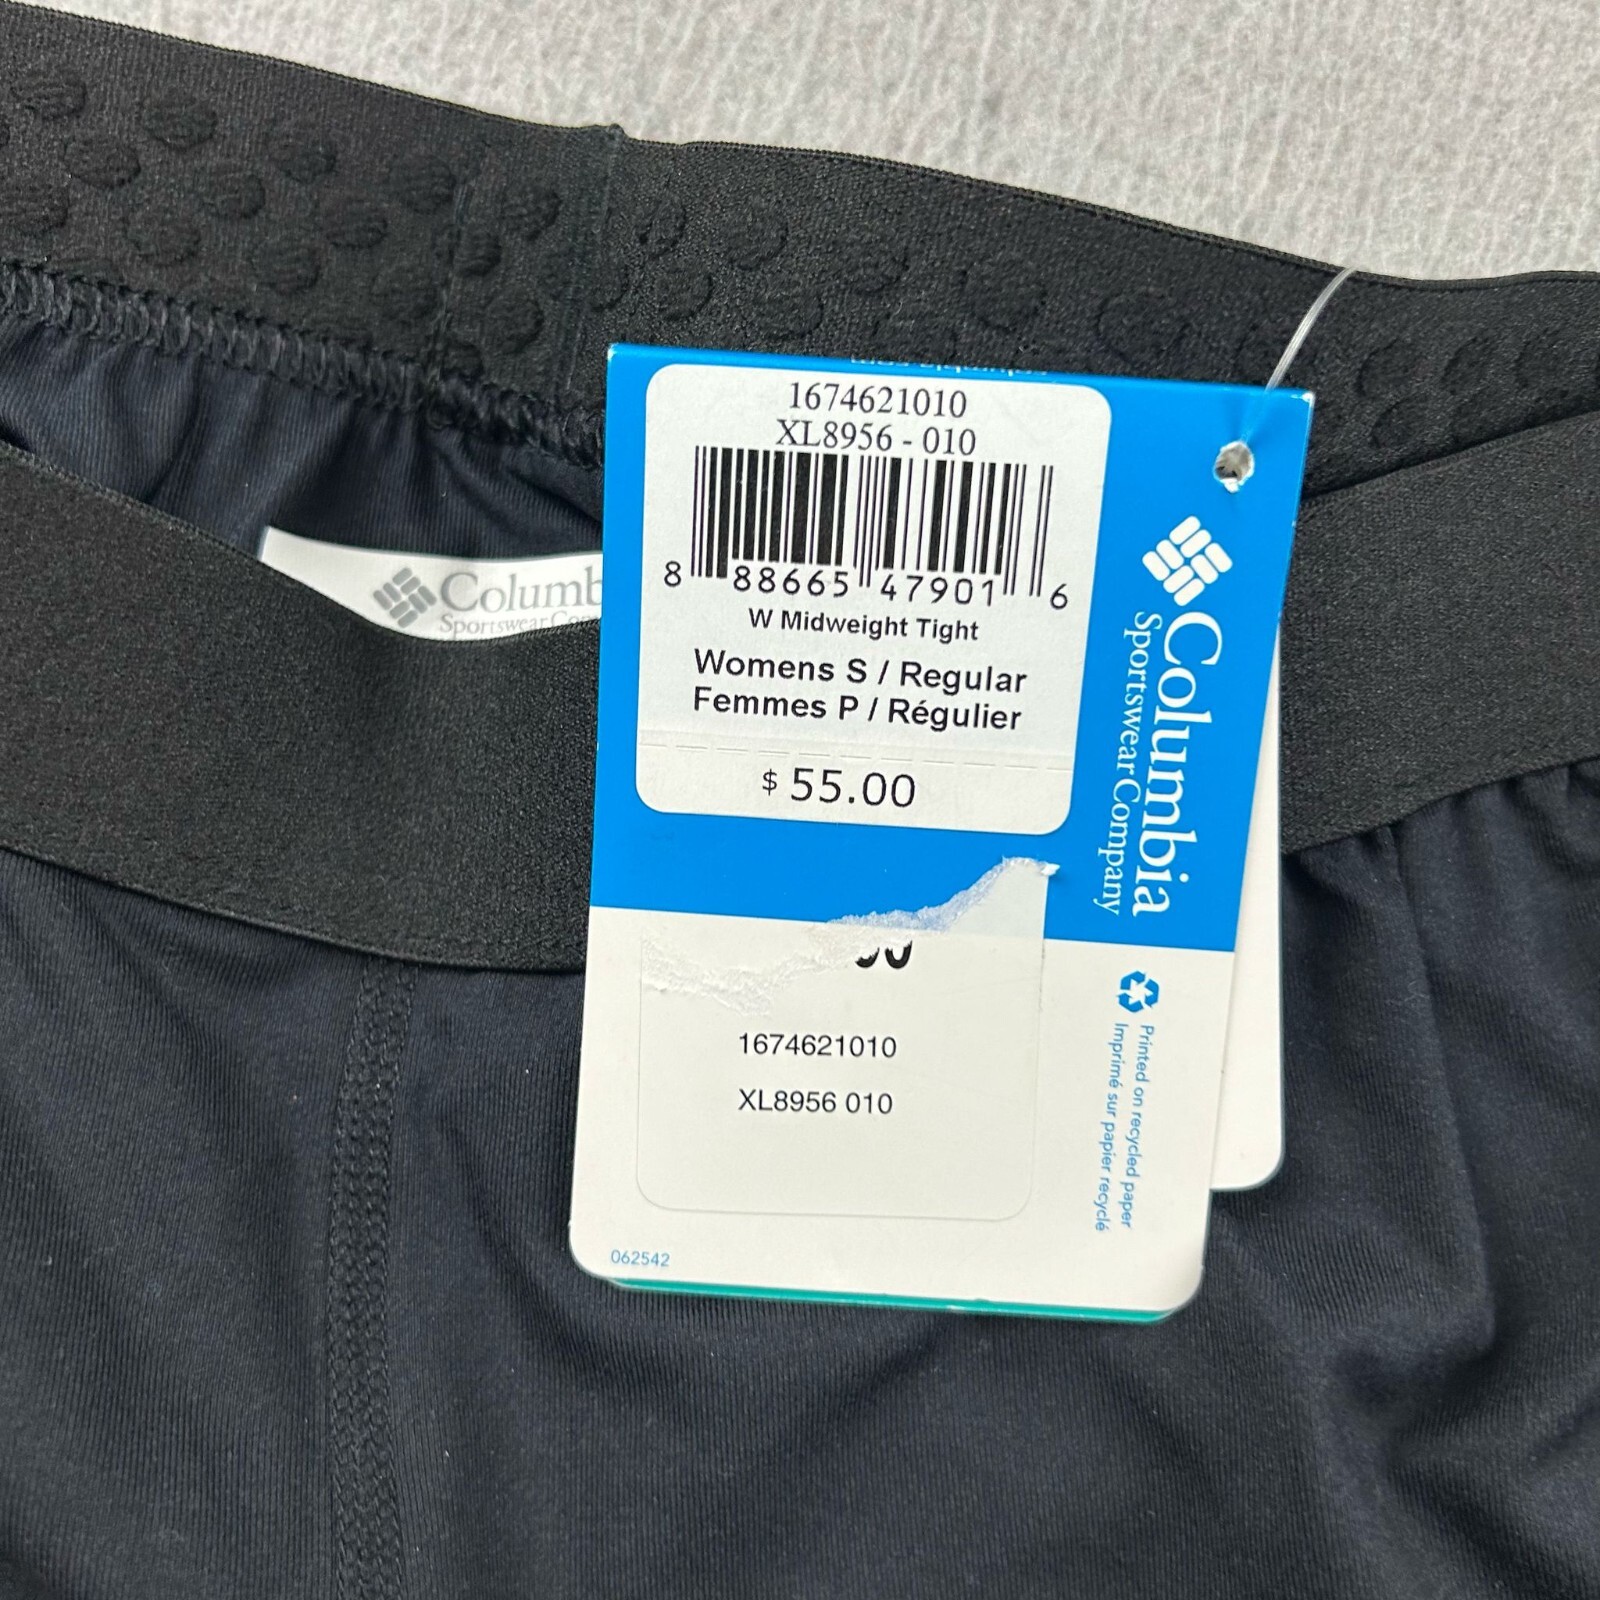 1674621010
XL8956 - 010
8 88665 47901 6
W Midweight Tight
Womens S / Regular
Femmes P / Régulier
$ 55.00
1674621010
XL8956 010
062542
Columbia
Sportswear Company
Printed on recycled paper
Imprimé sur papier recyclé
Columb
Sportswear Com